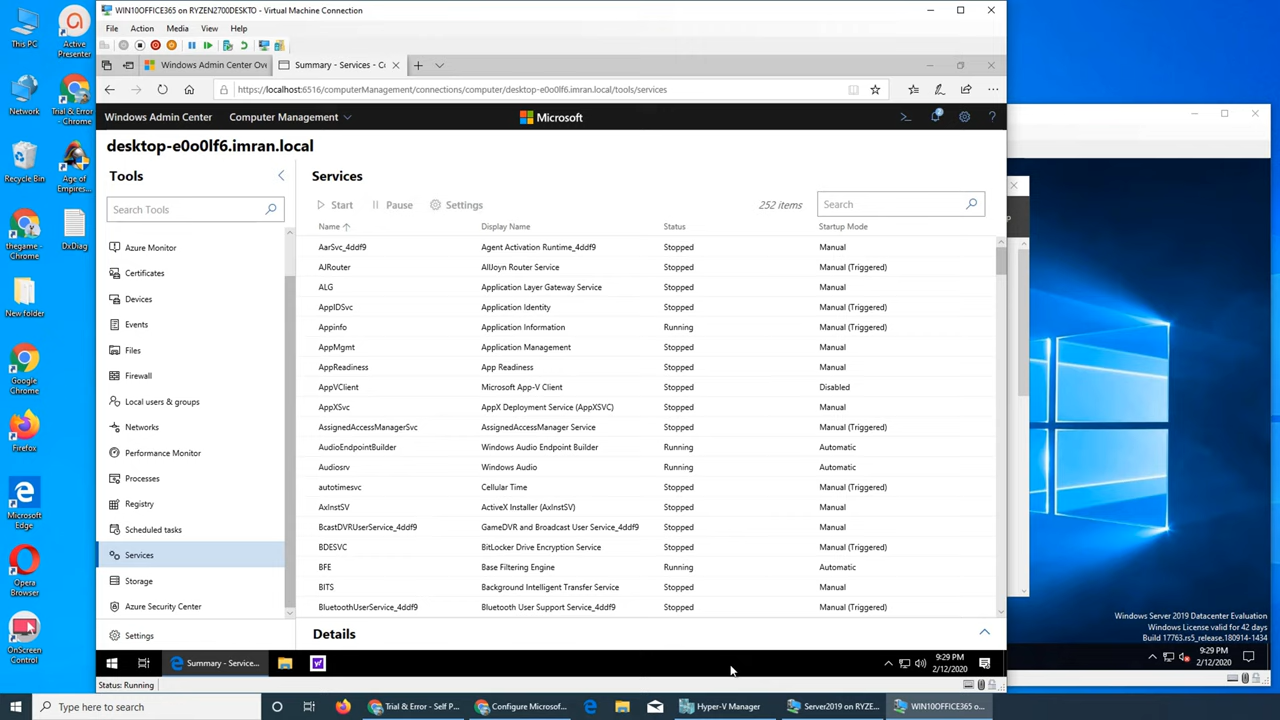 WIN10OFFICE365 on RYZEN2700DESKTO - Virtual Machine Connection
File Action Media View Help
Windows Admin Center Ove
Summary - Services - Co
https://localhost:6516/computerManagement/connections/computer/desktop-e0o0lf6.imran.local/tools/services
Windows Admin Center
Computer Management
Microsoft
desktop-e0o0lf6.imran.local
Tools
Search Tools
Azure Monitor
Certificates
Devices
Events
Files
Firewall
Local users & groups
Networks
Performance Monitor
Processes
Registry
Scheduled tasks
Services
Storage
Azure Security Center
Settings
Services
Start Pause Settings 252 items Search
Name Display Name Status Startup Mode
AarSvc_4ddf9 Agent Activation Runtime_4ddf9 Stopped Manual
AJRouter AllJoyn Router Service Stopped Manual (Triggered)
ALG Application Layer Gateway Service Stopped Manual
AppIDSvc Application Identity Stopped Manual (Triggered)
Appinfo Application Information Running Manual (Triggered)
AppMgmt Application Management Stopped Manual
AppReadiness App Readiness Stopped Manual
AppVClient Microsoft App-V Client Stopped Disabled
AppXSvc AppX Deployment Service (AppXSVC) Stopped Manual
AssignedAccessManagerSvc AssignedAccessManager Service Stopped Manual (Triggered)
AudioEndpointBuilder Windows Audio Endpoint Builder Running Automatic
Audiosrv Windows Audio Running Automatic
autotimesvc Cellular Time Stopped Manual (Triggered)
AxInstSV ActiveX Installer (AxInstSV) Stopped Manual
BcastDVRUserService_4ddf9 GameDVR and Broadcast User Service_4ddf9 Stopped Manual
BDESVC BitLocker Drive Encryption Service Stopped Manual (Triggered)
BFE Base Filtering Engine Running Automatic
BITS Background Intelligent Transfer Service Stopped Manual
BluetoothUserService_4ddf9 Bluetooth User Support Service_4ddf9 Stopped Manual (Triggered)
Details
Summary - Service...
9:29 PM
2/12/2020
Status: Running
This PC
Active
Presenter
Network
Trial & Error
- Chrome
Recycle Bin
Age of
Empires...
thegame -
Chrome
DxDiag
New folder
Google
Chrome
Firefox
Microsoft
Edge
Opera
Browser
OnScreen
Control
Windows Server 2019 Datacenter Evaluation
Windows License valid for 42 days
Build 17763.rs5_release.180914-1434
9:29 PM
2/12/2020
Type here to search
Trial & Error - Self P...
Configure Microsof...
Hyper-V Manager
Server2019 on RYZE...
WIN10OFFICE365 o...